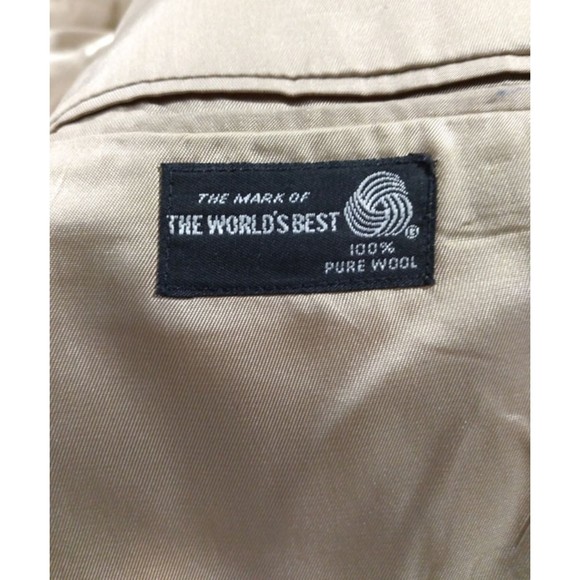 THE MARK OF
THE WORLD'S BEST
®
100%
PURE WOOL